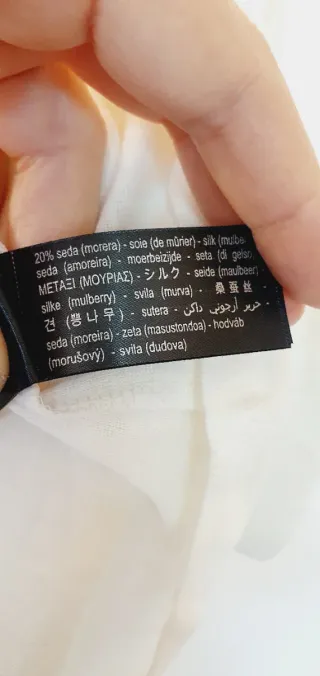 20% seda (morera) - soie (de mûrier) - silk (mulbe
seda (amoreira) - moerbeizijde - seta (di gelso)
ΜΕΤΑΞΙ (ΜΟΥΡΙΑΣ) - シルク - seide (maulbeer) -
silke (mulberry) - svila (murva) - 桑蚕丝
견 (뽕나무) - sutera - حرير أرجواني داكن -
seda (moreira) - zeta (masustondoa) - hodváb
(morušový) - svila (dudova)